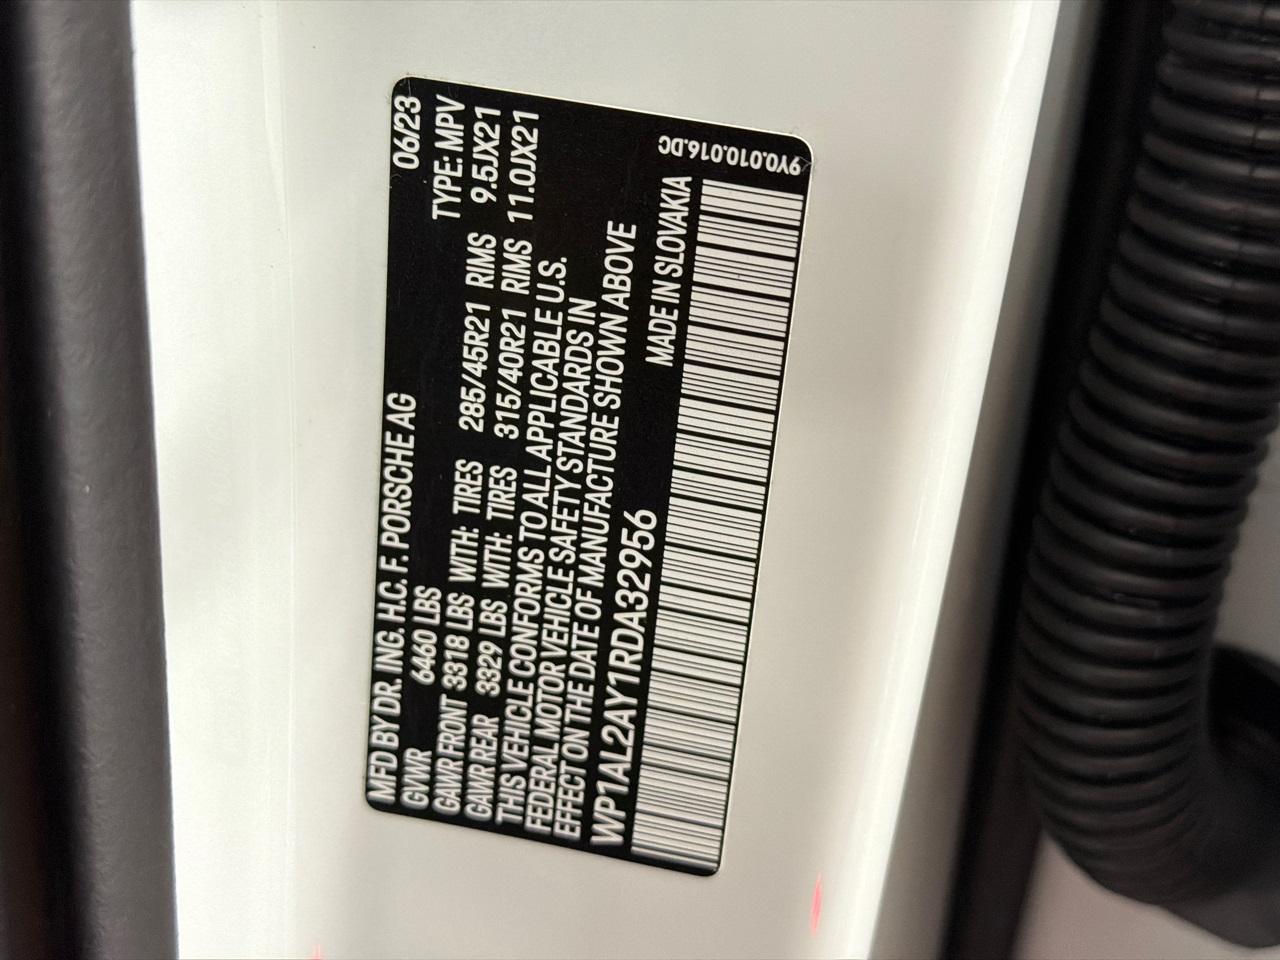 MFD BY DR. ING. H.C. F. PORSCHE AG 06/23
GVWR 6460 LBS TYPE: MPV
GAWR FRONT 3318 LBS WITH: TIRES 285/45R21 RIMS 9.5JX21
GAWR REAR 3329 LBS WITH: TIRES 315/40R21 RIMS 11.0JX21
THIS VEHICLE CONFORMS TO ALL APPLICABLE U.S.
FEDERAL MOTOR VEHICLE SAFETY STANDARDS IN
EFFECT ON THE DATE OF MANUFACTURE SHOWN ABOVE
WP1AL2AY1RDA32956 MADE IN SLOVAKIA
9Y0.010.016.DC